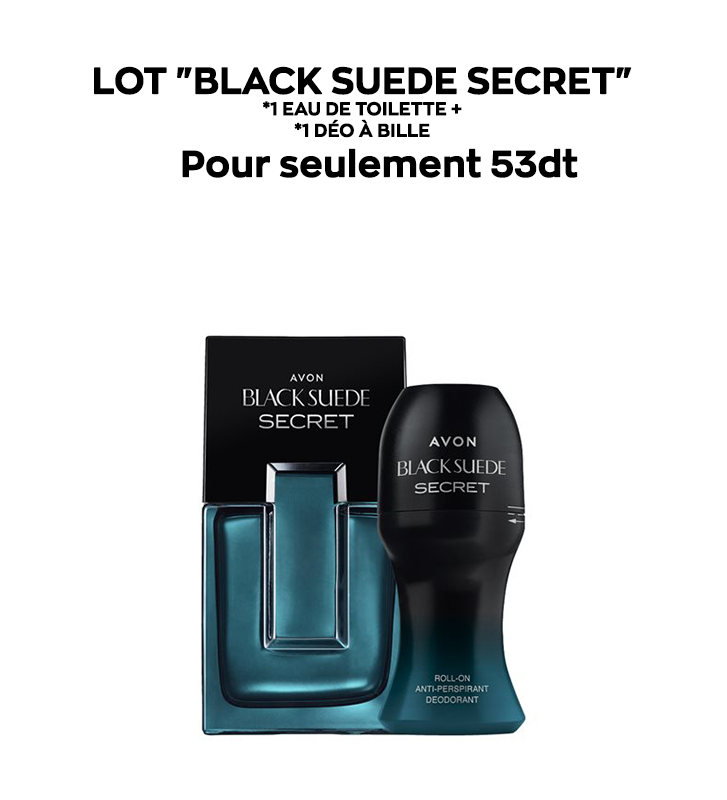 LOT "BLACK SUEDE SECRET"
*1 EAU DE TOILETTE +
*1 DÉO À BILLE
Pour seulement 53dt
AVON
BLACK SUEDE
SECRET
AVON
BLACK SUEDE
SECRET
ROLL-ON
ANTI-PERSPIRANT
DEODORANT